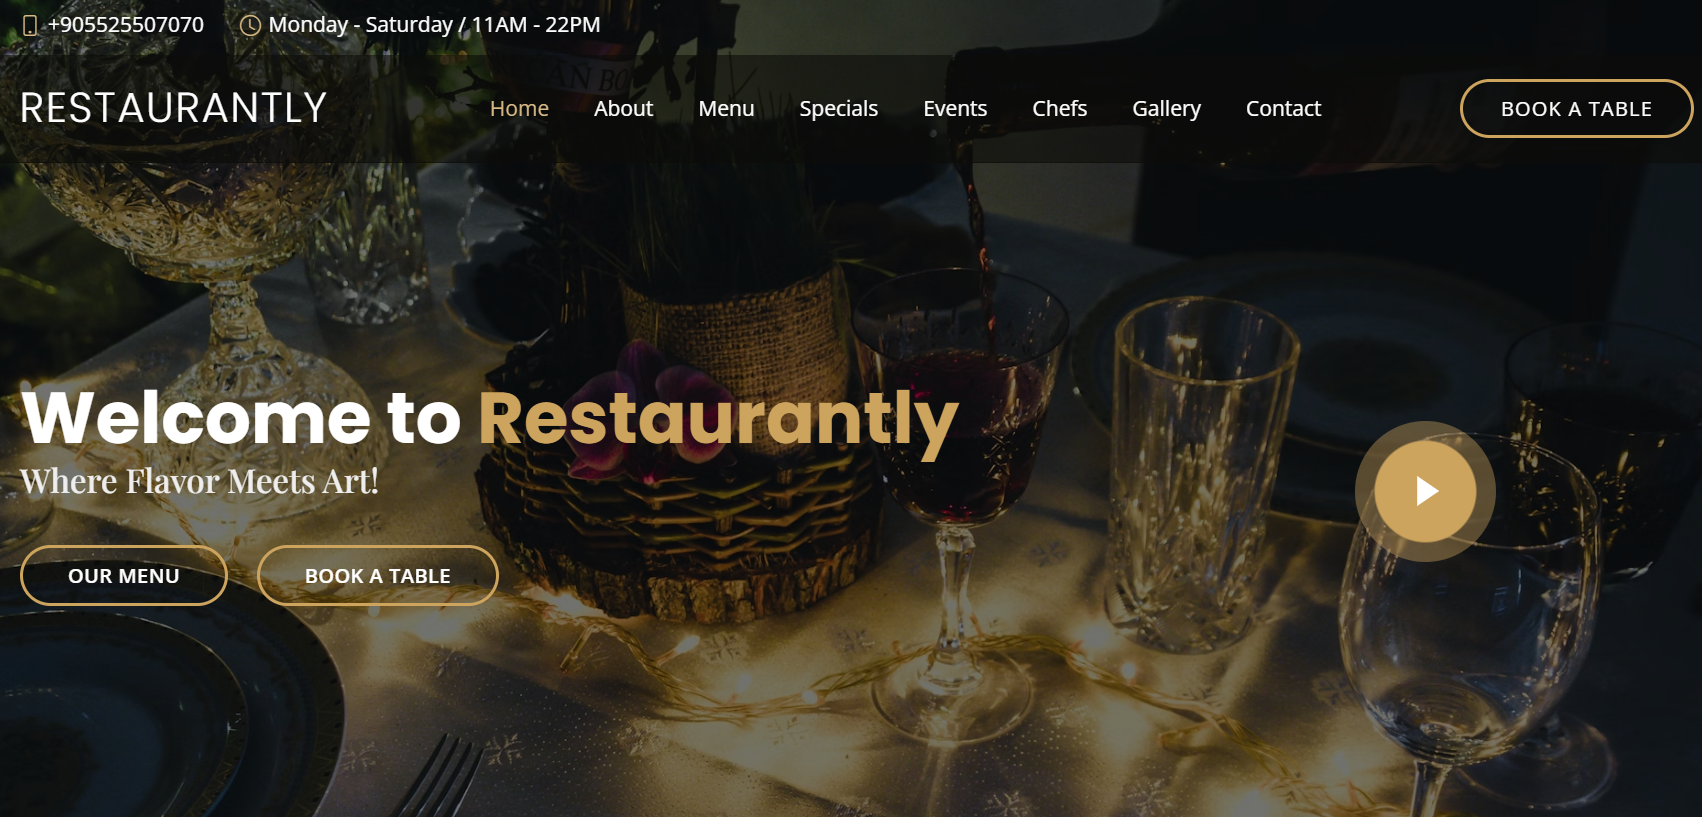 +905525507070 Monday - Saturday / 11AM - 22PM
RESTAURANTLY Home About Menu Specials Events Chefs Gallery Contact BOOK A TABLE
Welcome to Restaurantly
Where Flavor Meets Art!
OUR MENU BOOK A TABLE